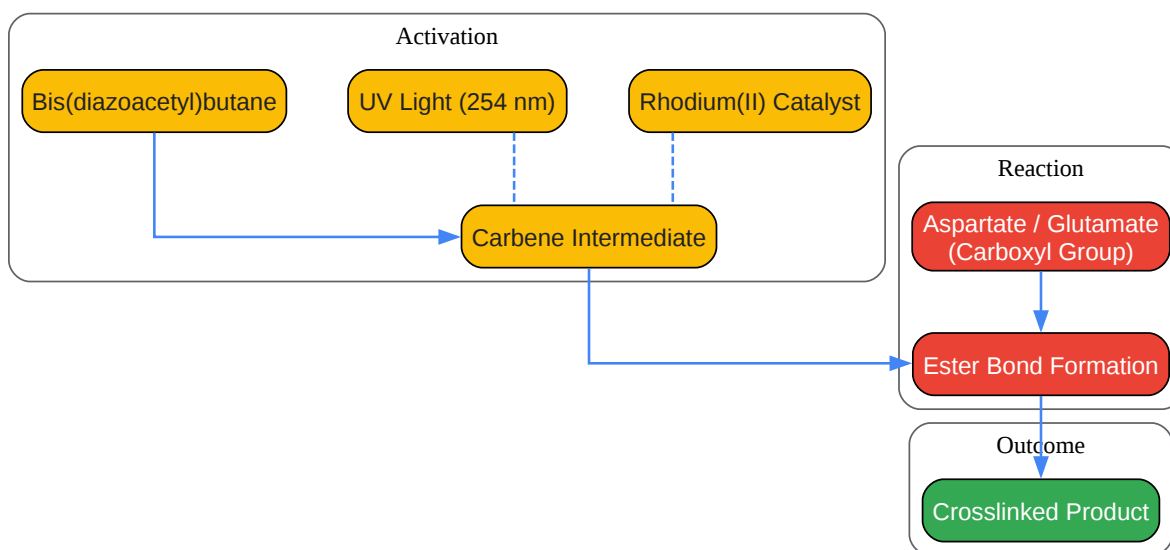 Activation
Bis(diazoacetyl)butane
UV Light (254 nm)
Rhodium(II) Catalyst
Carbene Intermediate
Reaction
Aspartate / Glutamate
(Carboxyl Group)
Ester Bond Formation
Outcome
Crosslinked Product